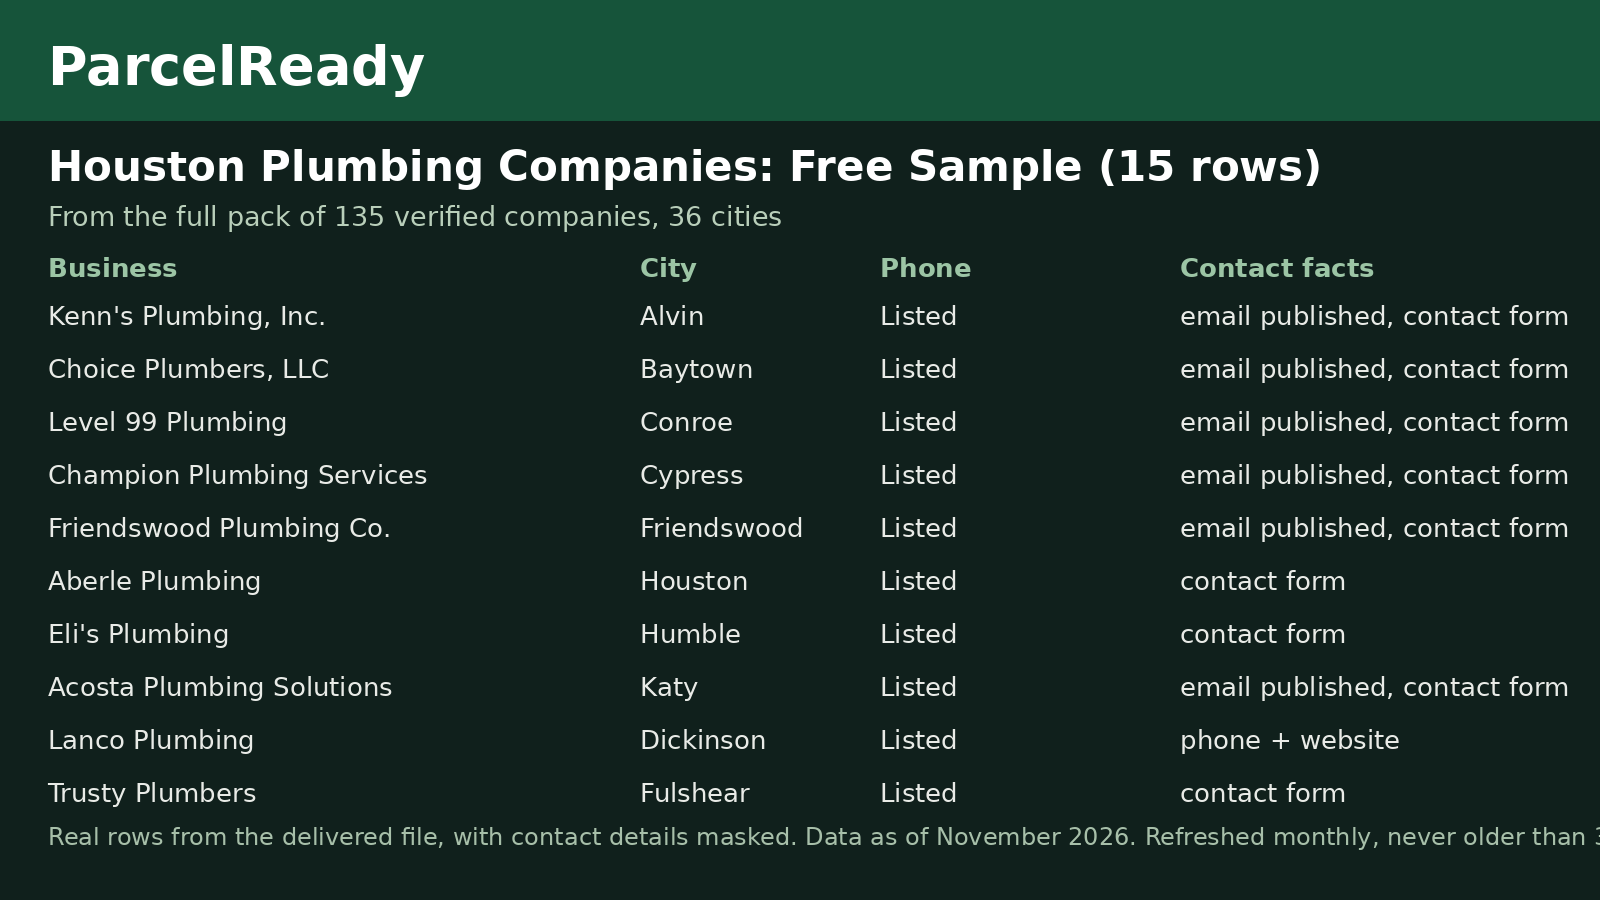 ParcelReady
Houston Plumbing Companies: Free Sample (15 rows)
From the full pack of 135 verified companies, 36 cities
Business City Phone Contact facts
Kenn's Plumbing, Inc. Alvin Listed email published, contact form
Choice Plumbers, LLC Baytown Listed email published, contact form
Level 99 Plumbing Conroe Listed email published, contact form
Champion Plumbing Services Cypress Listed email published, contact form
Friendswood Plumbing Co. Friendswood Listed email published, contact form
Aberle Plumbing Houston Listed contact form
Eli's Plumbing Humble Listed contact form
Acosta Plumbing Solutions Katy Listed email published, contact form
Lanco Plumbing Dickinson Listed phone + website
Trusty Plumbers Fulshear Listed contact form
Real rows from the delivered file, with contact details masked. Data as of November 2026. Refreshed monthly, never older than